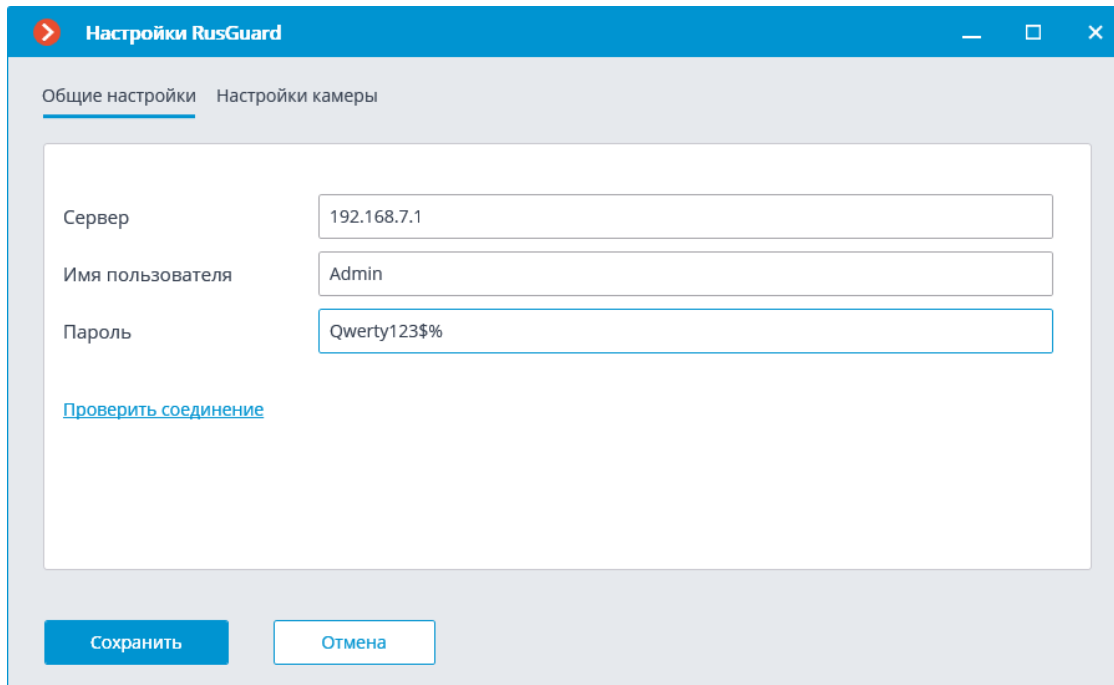 Настройки RusGuard
Общие настройки Настройки камеры
Сервер 192.168.7.1
Имя пользователя Admin
Пароль Qwerty123$%
Проверить соединение
Сохранить Отмена